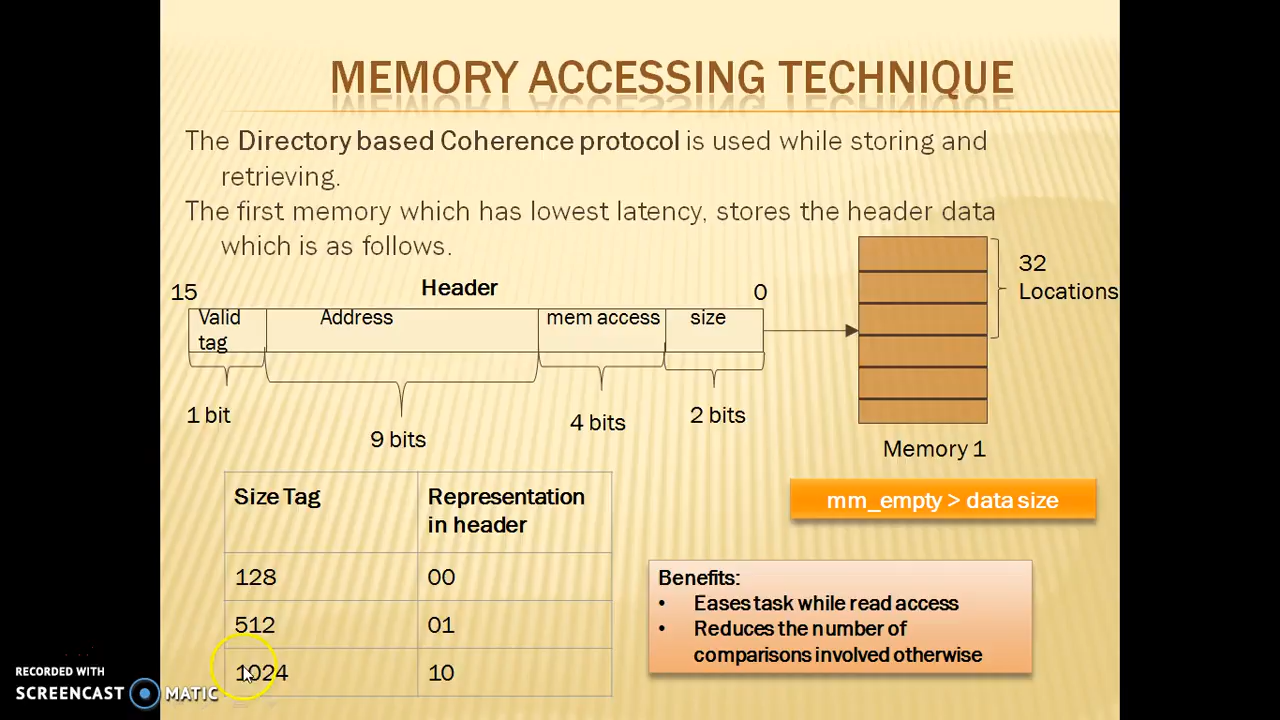 MEMORY ACCESSING TECHNIQUE
The Directory based Coherence protocol is used while storing and
retrieving.
The first memory which has lowest latency, stores the header data
which is as follows.
15
Header
0
Valid
tag
Address
mem access
size
1 bit
9 bits
4 bits
2 bits
32
Locations
Memory 1
mm_empty > data size
Size Tag
Representation
in header
128
00
512
01
1024
10
Benefits:
• Eases task while read access
• Reduces the number of
comparisons involved otherwise
RECORDED WITH
SCREENCAST MATIC